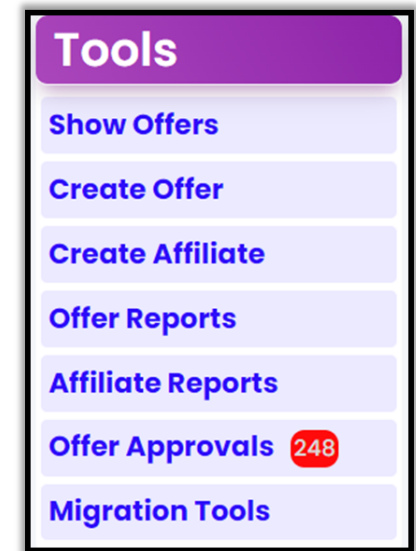 Tools
Show Offers
Create Offer
Create Affiliate
Offer Reports
Affiliate Reports
Offer Approvals 248
Migration Tools